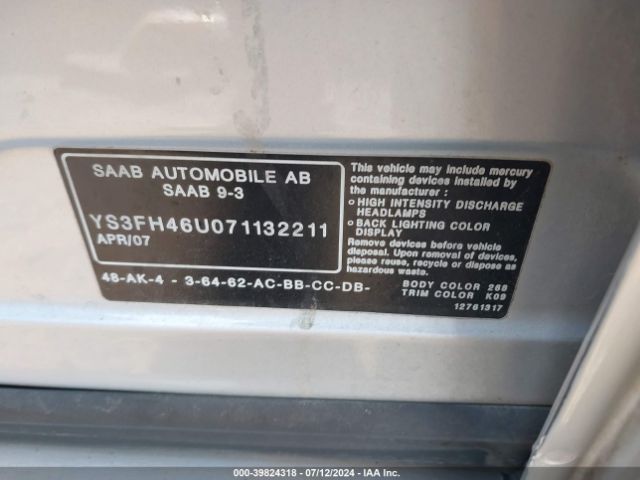 SAAB AUTOMOBILE AB
SAAB 9-3
YS3FH46U071132211
APR/07
48-AK-4 - 3-64-62-AC-BB-CC-DB-
This vehicle may include mercury
containing devices installed by
the manufacturer :
o HIGH INTENSITY DISCHARGE
HEADLAMPS
o BACK LIGHTING COLOR
DISPLAY
Remove devices before vehicle
disposal. Upon removal of devices,
please reuse, recycle or dispose as
hazardous waste.
BODY COLOR 268
TRIM COLOR K09
12761317
000-39824318 - 07/12/2024 - IAA Inc.